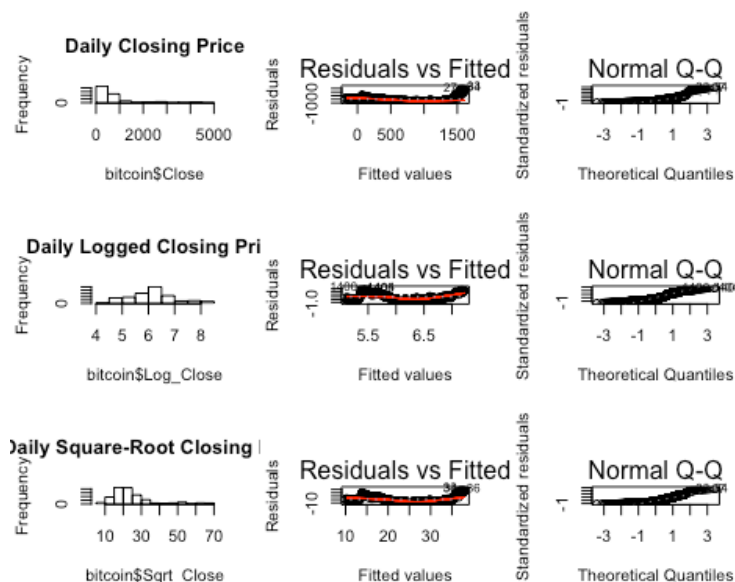 Daily Closing Price
Frequency
0
0 2000 5000
bitcoin$Close
Residuals vs Fitted
Residuals
-1000
0 500 1500
Fitted values
Normal Q-Q
Standardized residuals
-1
-3 -1 1 3
Theoretical Quantiles
Daily Logged Closing Pri
Frequency
0
4 5 6 7 8
bitcoin$Log_Close
Residuals vs Fitted
Residuals
-1.0
5.5 6.5
Fitted values
Normal Q-Q
Standardized residuals
-1
-3 -1 1 3
Theoretical Quantiles
Daily Square-Root Closing
Frequency
0
10 30 50 70
bitcoin$Sqrt_Close
Residuals vs Fitted
Residuals
-10
10 20 30
Fitted values
Normal Q-Q
Standardized residuals
-1
-3 -1 1 3
Theoretical Quantiles